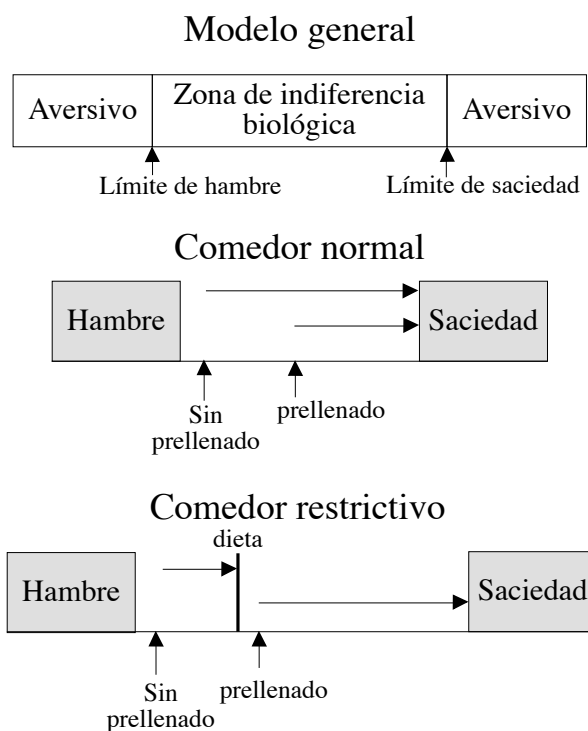 Modelo general
Aversivo
Zona de indiferencia
biológica
Aversivo
Límite de hambre
Límite de saciedad
Comedor normal
Hambre
Saciedad
Sin
prellenado
prellenado
Comedor restrictivo
dieta
Hambre
Saciedad
Sin
prellenado
prellenado